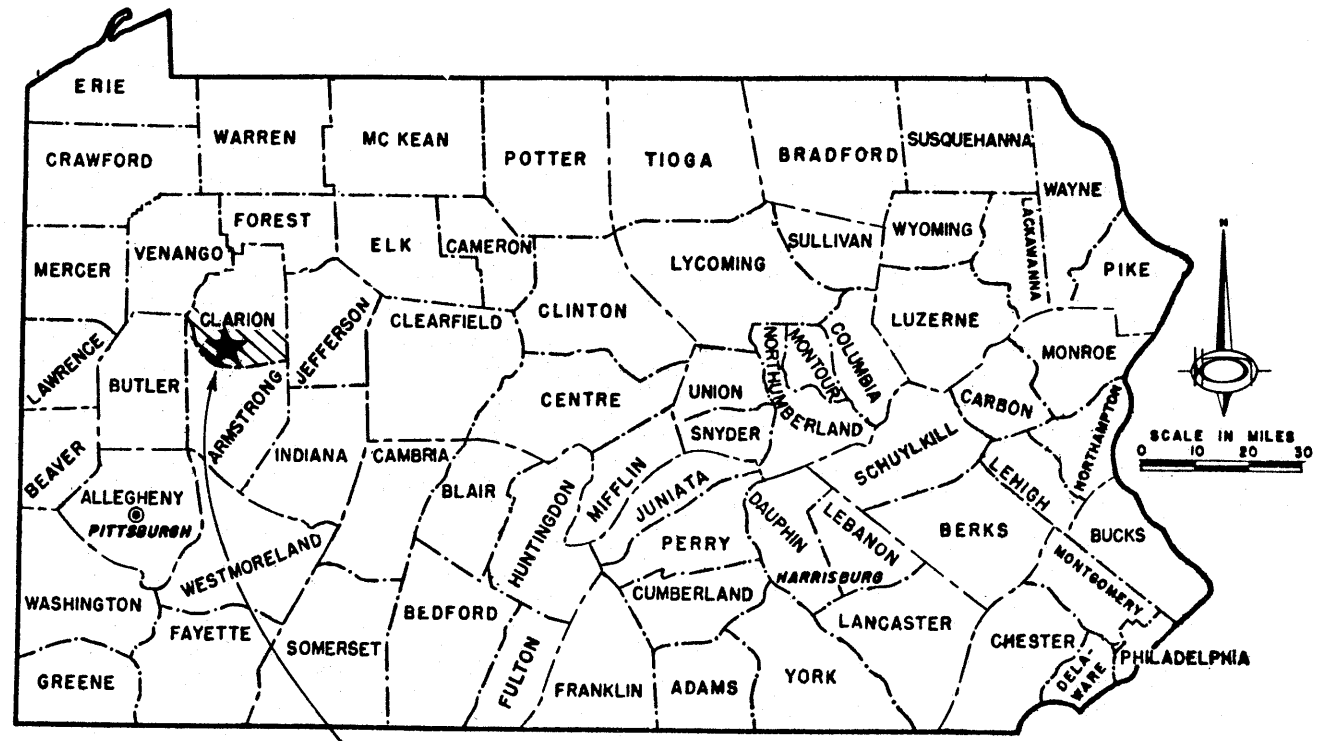 ERIE
WARREN
MC KEAN
POTTER
TIOGA
BRADFORD
SUSQUEHANNA
CRAWFORD
WAYNE
FOREST
VENANGO
ELK
CAMERON
SULLIVAN
WYOMING
LACKAWANNA
N
MERCER
LYCOMING
PIKE
CLARION
JEFFERSON
CLEARFIELD
CLINTON
COLUMBIA
LUZERNE
LAWRENCE
BUTLER
ARMSTRONG
CENTRE
UNION
NORTHUMBERLAND
MONTOUR
MONROE
CARBON
SNYDER
NORTHAMPTON
SCALE IN MILES
0 10 20 30
BEAVER
INDIANA
CAMBRIA
SCHUYLKILL
LEHIGH
ALLEGHENY
PITTSBURGH
BLAIR
HUNTINGDON
MIFFLIN
JUNIATA
DAUPHIN
LEBANON
BERKS
BUCKS
WESTMORELAND
PERRY
HARRISBURG
MONTGOMERY
WASHINGTON
BEDFORD
CUMBERLAND
FAYETTE
SOMERSET
LANCASTER
CHESTER
PHILADELPHIA
DELA-
WARE
GREENE
FULTON
FRANKLIN
ADAMS
YORK